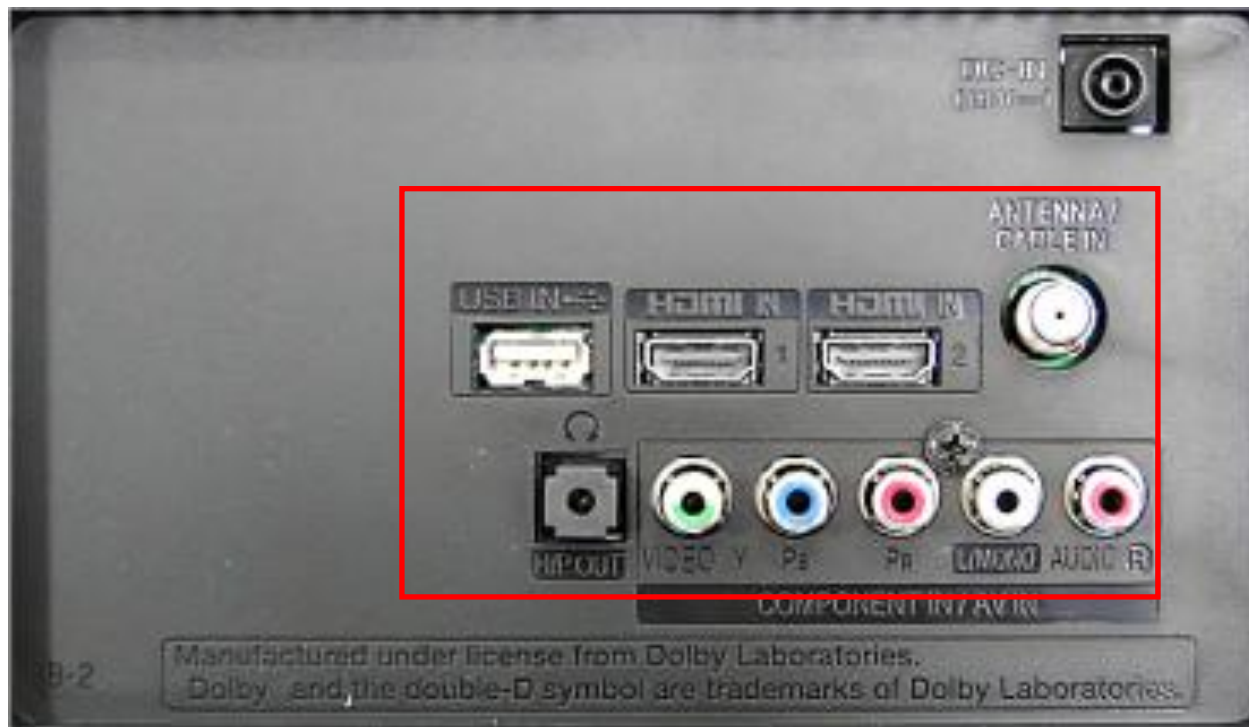 DC-IN
ANTENNA /
CABLE IN
USB IN
HDMI IN
HDMI IN
1
2
H/P OUT
VIDEO Y
PB
PR
L/MONO
AUDIO R
COMPONENT IN / AV IN
Manufactured under license from Dolby Laboratories.
Dolby and the double-D symbol are trademarks of Dolby Laboratories.